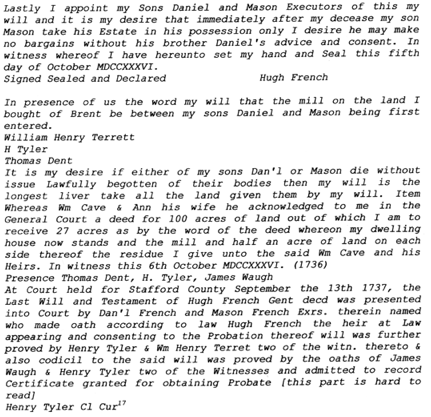 Lastly I appoint my Sons Daniel and Mason Executors of this my
will and it is my desire that immediately after my decease my son
Mason take his Estate in his possession only I desire he may make
no bargains without his brother Daniel's advice and consent. In
witness whereof I have hereunto set my hand and Seal this fifth
day of October MDCCXXXVI.
Signed Sealed and Declared Hugh French

In presence of us the word my will that the mill on the land I
bought of Brent be between my sons Daniel and Mason being first
entered.
William Henry Terrett
H Tyler
Thomas Dent
It is my desire if either of my sons Dan'l or Mason die without
issue Lawfully begotten of their bodies then my will is the
longest liver take all the land given them by my will. Item
Whereas Wm Cave & Ann his wife he acknowledged to me in the
General Court a deed for 100 acres of land out of which I am to
receive 27 acres as by the word of the deed whereon my dwelling
house now stands and the mill and half an acre of land on each
side thereof the residue I give unto the said Wm Cave and his
Heirs. In witness this 6th October MDCCXXXVI. (1736)
Presence Thomas Dent, H. Tyler, James Waugh
At Court held for Stafford County September the 13th 1737, the
Last Will and Testament of Hugh French Gent decd was presented
into Court by Dan'l French and Mason French Exrs. therein named
who made oath according to law Hugh French the heir at Law
appearing and consenting to the Probation thereof will was further
proved by Henry Tyler & Wm Henry Terret two of the witn. thereto &
also codicil to the said will was proved by the oaths of James
Waugh & Henry Tyler two of the Witnesses and admitted to record
Certificate granted for obtaining Probate [this part is hard to
read]
Henry Tyler Cl Cur17